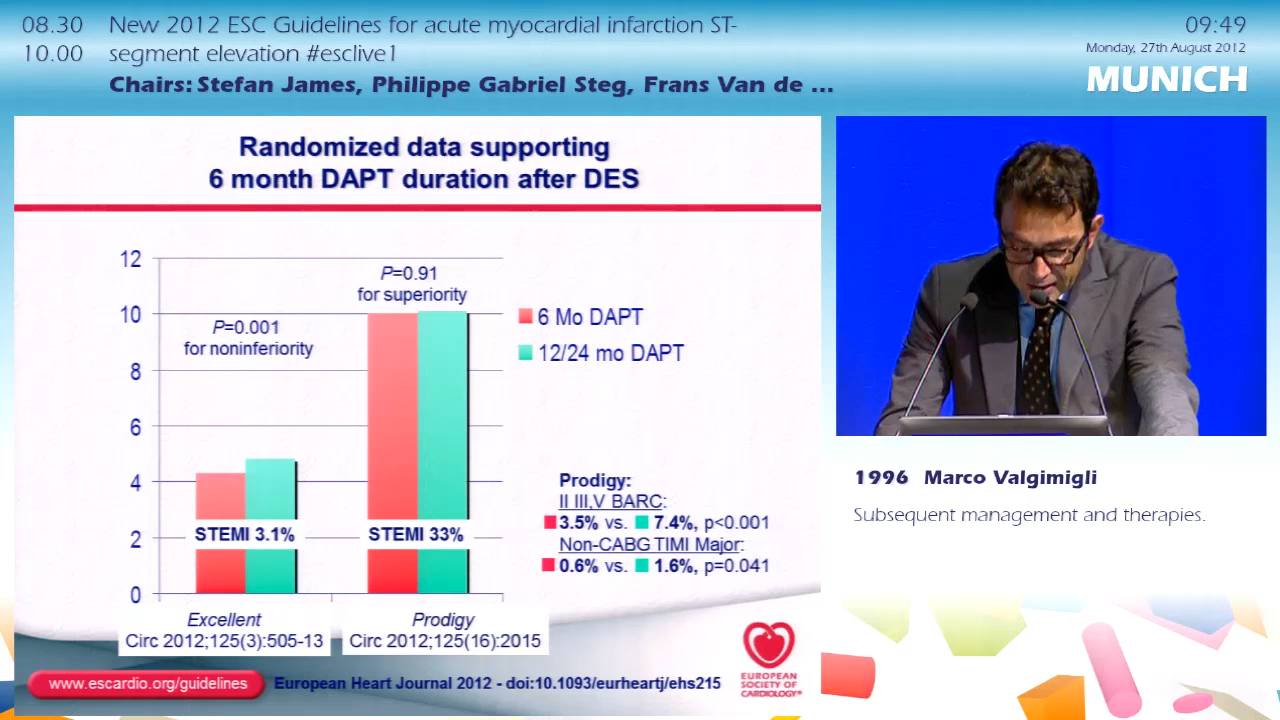 08.30 New 2012 ESC Guidelines for acute myocardial infarction ST-
10.00 segment elevation #esclive1
Chairs: Stefan James, Philippe Gabriel Steg, Frans Van de ...
09:49
Monday, 27th August 2012
MUNICH
Randomized data supporting
6 month DAPT duration after DES
12
10
8
6
4
2
0
P=0.001
for noninferiority
P=0.91
for superiority
6 Mo DAPT
12/24 mo DAPT
STEMI 3.1%
STEMI 33%
Prodigy:
II III,V BARC:
3.5% vs. 7.4%, p<0.001
Non-CABG TIMI Major:
0.6% vs. 1.6%, p=0.041
Excellent
Circ 2012;125(3):505-13
Prodigy
Circ 2012;125(16):2015
www.escardio.org/guidelines
European Heart Journal 2012 - doi:10.1093/eurheartj/ehs215
EUROPEAN
SOCIETY OF
CARDIOLOGY®
1996 Marco Valgimigli
Subsequent management and therapies.